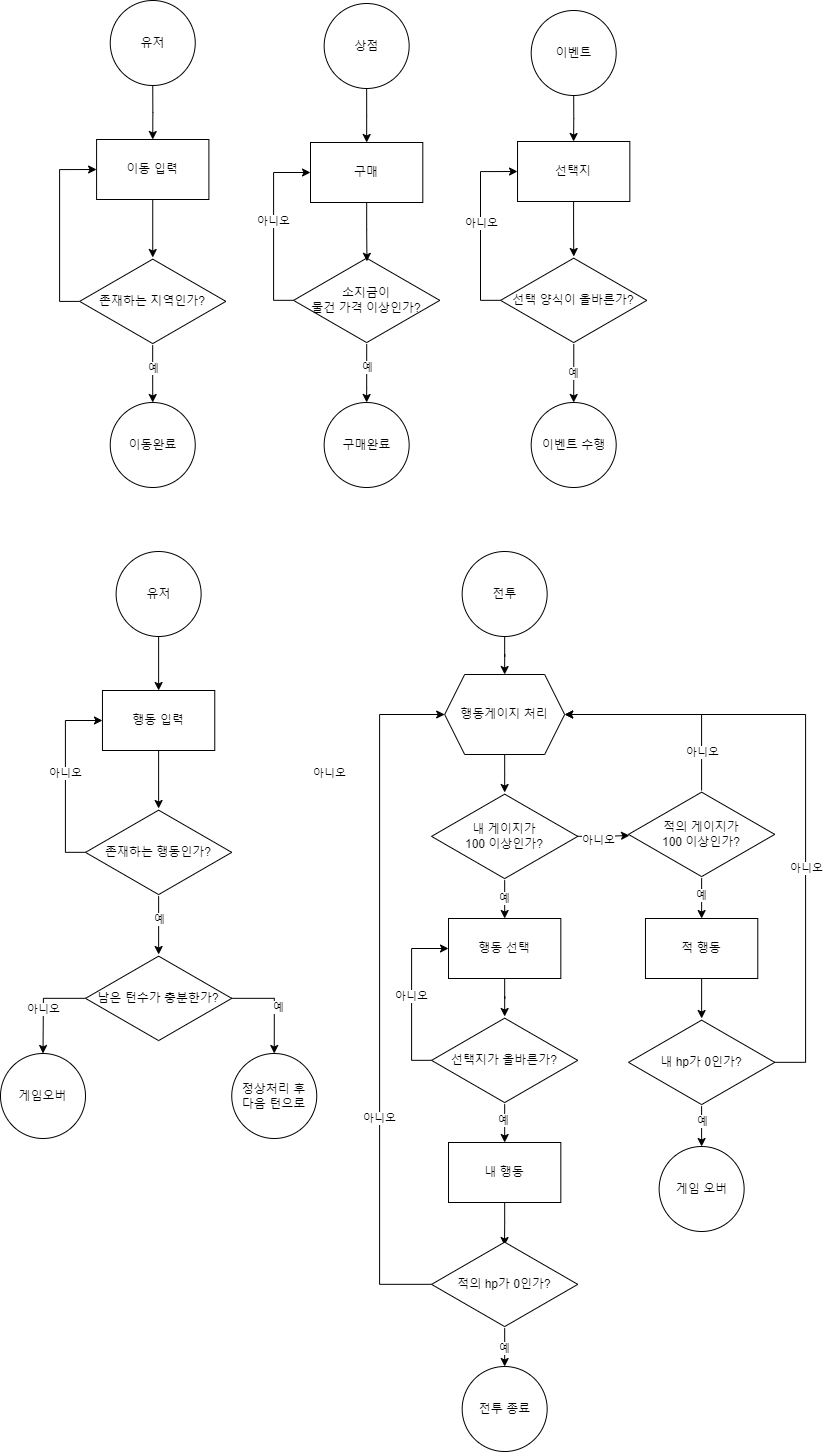 유저
이동 입력
존재하는 지역인가?
예
이동완료
상점
구매
아니오
소지금이
물건 가격 이상인가?
예
구매완료
이벤트
선택지
아니오
선택 양식이 올바른가?
예
이벤트 수행
유저
행동 입력
아니오
존재하는 행동인가?
예
남은 턴수가 충분한가?
아니오
예
게임오버
정상처리 후
다음 턴으로
아니오
전투
행동게이지 처리
내 게이지가
100 이상인가?
아니오
적의 게이지가
100 이상인가?
아니오
예
행동 선택
아니오
선택지가 올바른가?
예
내 행동
적의 hp가 0인가?
아니오
예
전투 종료
예
적 행동
내 hp가 0인가?
아니오
예
게임 오버